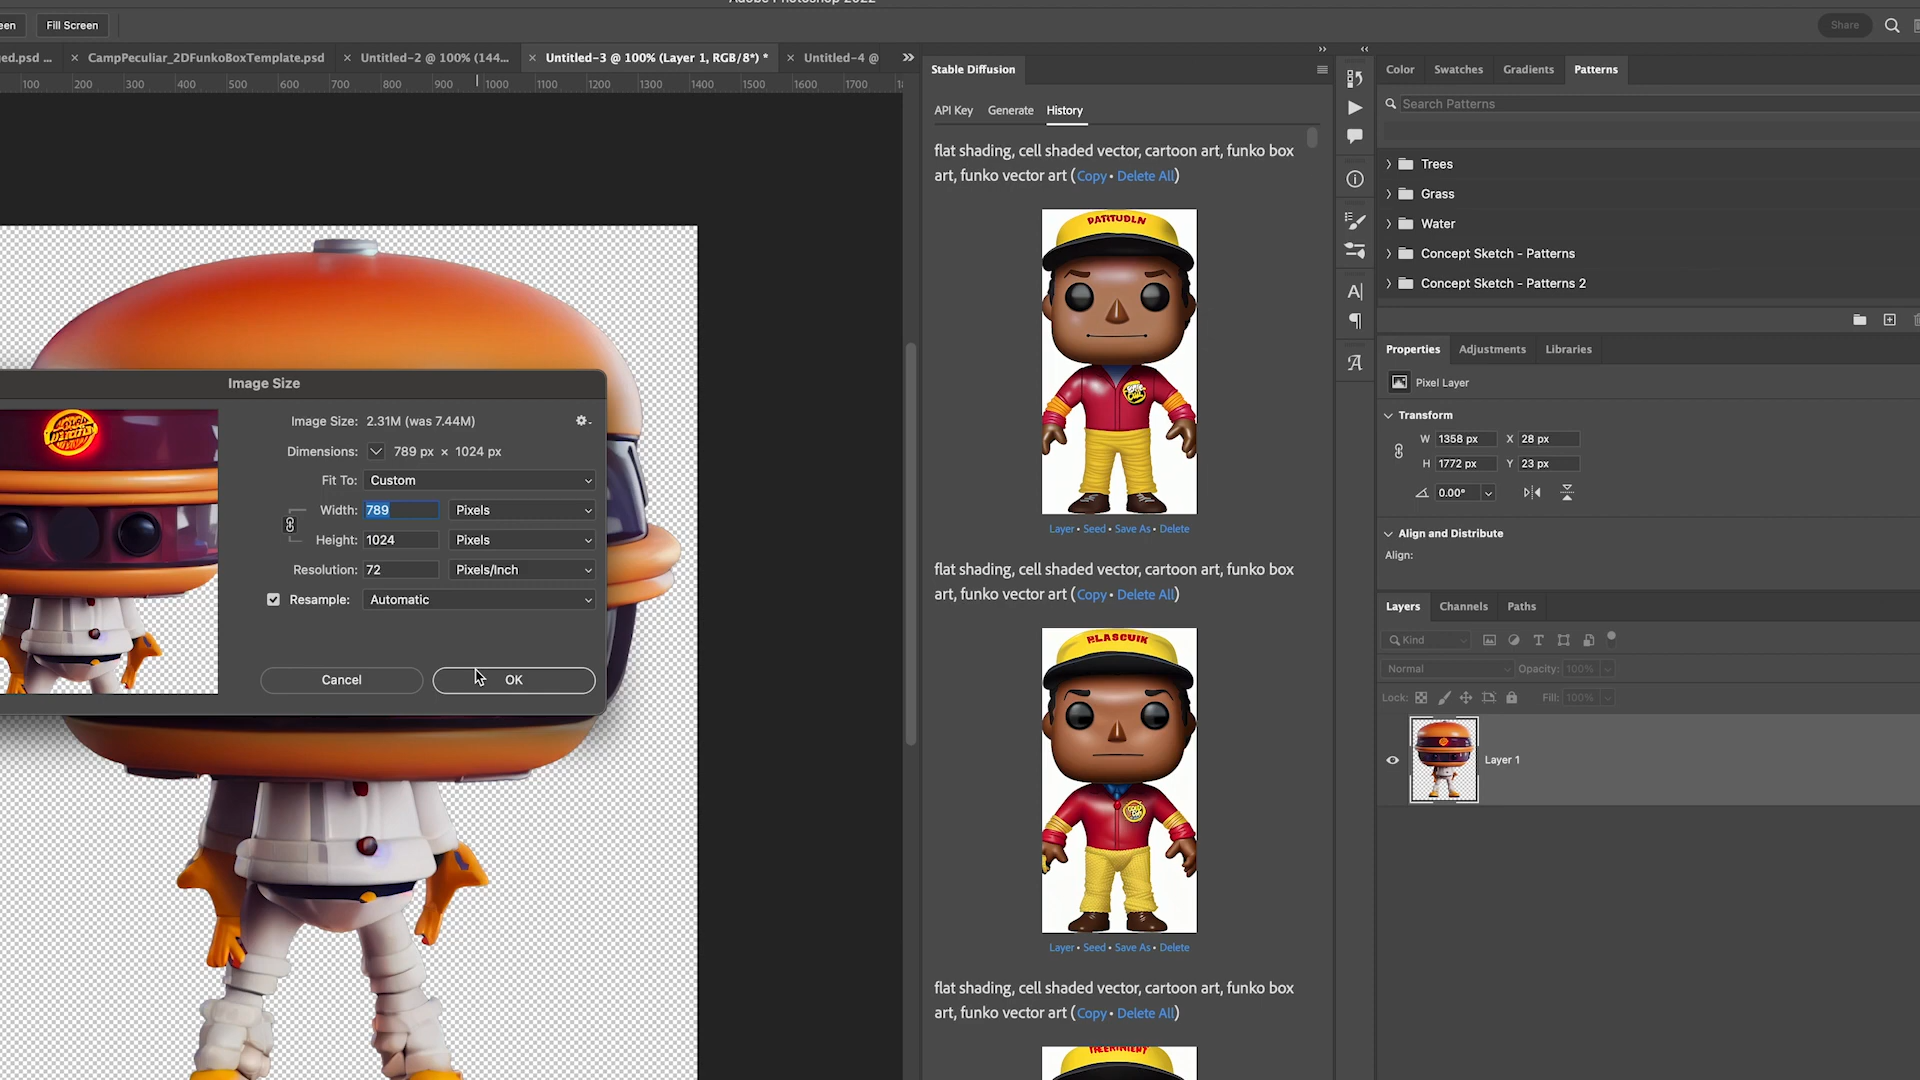 Adobe Photoshop 2022
een
Fill Screen
Share
ed.psd ...
CampPeculiar_2DFunkoBoxTemplate.psd
Untitled-2 @ 100% (144...
Untitled-3 @ 100% (Layer 1, RGB/8*) *
Untitled-4 @
100 200 300 400 500 600 700 800 900 1000 1100 1200 1300 1400 1500 1600 1700
Stable Diffusion
API Key Generate History
flat shading, cell shaded vector, cartoon art, funko box
art, funko vector art (Copy • Delete All)
PATITUDLN
Layer • Seed • Save As • Delete
flat shading, cell shaded vector, cartoon art, funko box
art, funko vector art (Copy • Delete All)
BLASCUIK
Layer • Seed • Save As • Delete
flat shading, cell shaded vector, cartoon art, funko box
art, funko vector art (Copy • Delete All)
Image Size
Image Size: 2.31M (was 7.44M)
Dimensions: 789 px × 1024 px
Fit To: Custom
Width: 789 Pixels
Height: 1024 Pixels
Resolution: 72 Pixels/Inch
Resample: Automatic
Cancel
OK
Color Swatches Gradients Patterns
Search Patterns
Trees
Grass
Water
Concept Sketch - Patterns
Concept Sketch - Patterns 2
Properties Adjustments Libraries
Pixel Layer
Transform
W 1358 px X 28 px
H 1772 px Y 23 px
0.00°
Align and Distribute
Align:
Layers Channels Paths
Kind
Normal Opacity: 100%
Lock: Fill: 100%
Layer 1